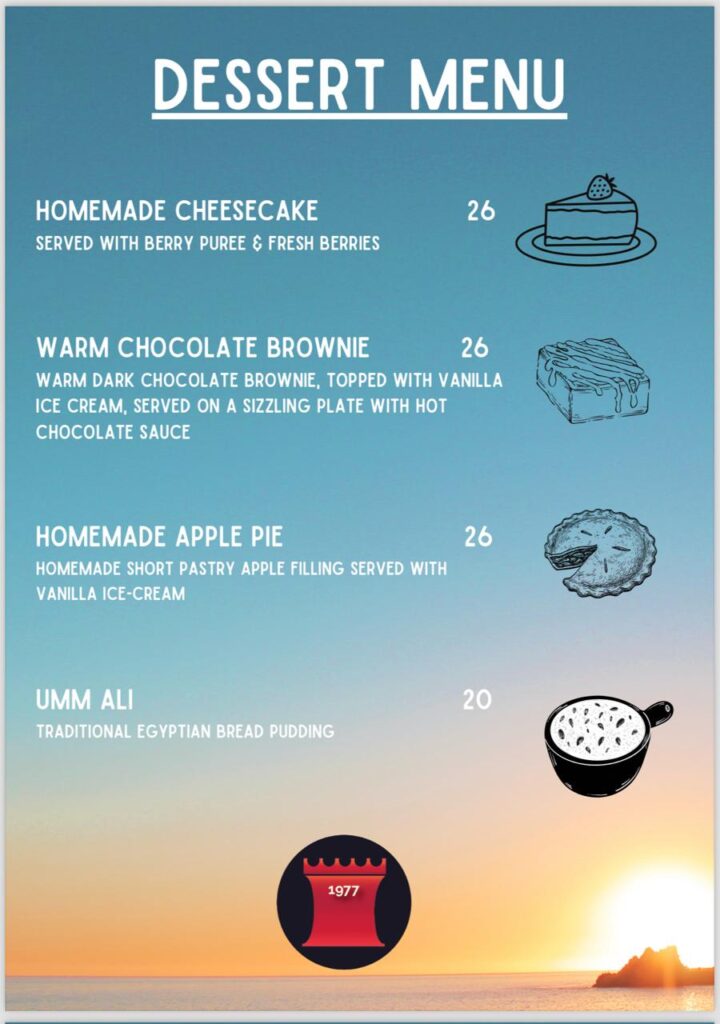 DESSERT MENU
HOMEMADE CHEESECAKE 26
SERVED WITH BERRY PUREE & FRESH BERRIES
WARM CHOCOLATE BROWNIE 26
WARM DARK CHOCOLATE BROWNIE, TOPPED WITH VANILLA
ICE CREAM, SERVED ON A SIZZLING PLATE WITH HOT
CHOCOLATE SAUCE
HOMEMADE APPLE PIE 26
HOMEMADE SHORT PASTRY APPLE FILLING SERVED WITH
VANILLA ICE-CREAM
UMM ALI 20
TRADITIONAL EGYPTIAN BREAD PUDDING
1977